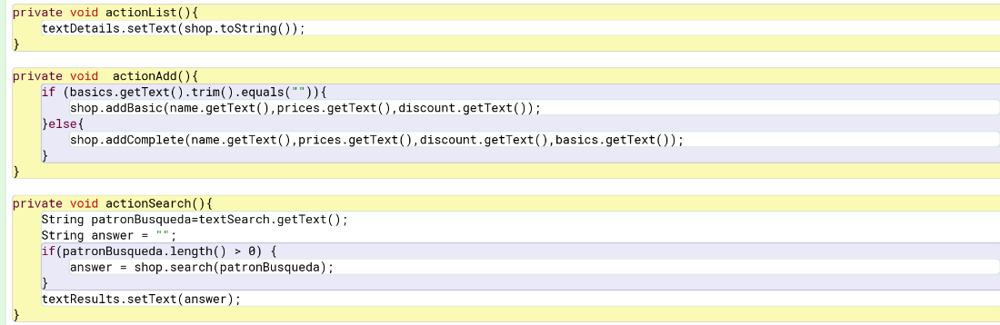 private void actionList(){
textDetails.setText(shop.toString());
}
private void  actionAdd(){
if (basics.getText().trim().equals("")){
shop.addBasic(name.getText(),prices.getText(),discount.getText());
}else{
shop.addComplete(name.getText(),prices.getText(),discount.getText(),basics.getText());
}
}
private void actionSearch(){
String patronBusqueda=textSearch.getText();
String answer = "";
if(patronBusqueda.length() > 0) {
answer = shop.search(patronBusqueda);
}
textResults.setText(answer);
}